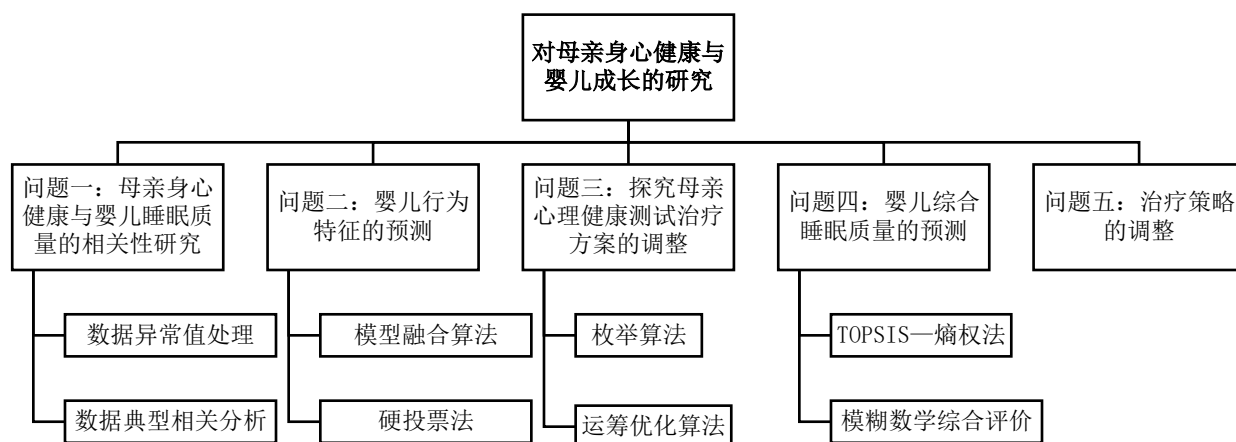 对母亲身心健康与
婴儿成长的研究
问题一：母亲身心
健康与婴儿睡眠质
量的相关性研究
问题二：婴儿行为
特征的预测
问题三：探究母亲
心理健康测试治疗
方案的调整
问题四：婴儿综合
睡眠质量的预测
问题五：治疗策略
的调整
数据异常值处理
模型融合算法
枚举算法
TOPSIS—熵权法
数据典型相关分析
硬投票法
运筹优化算法
模糊数学综合评价